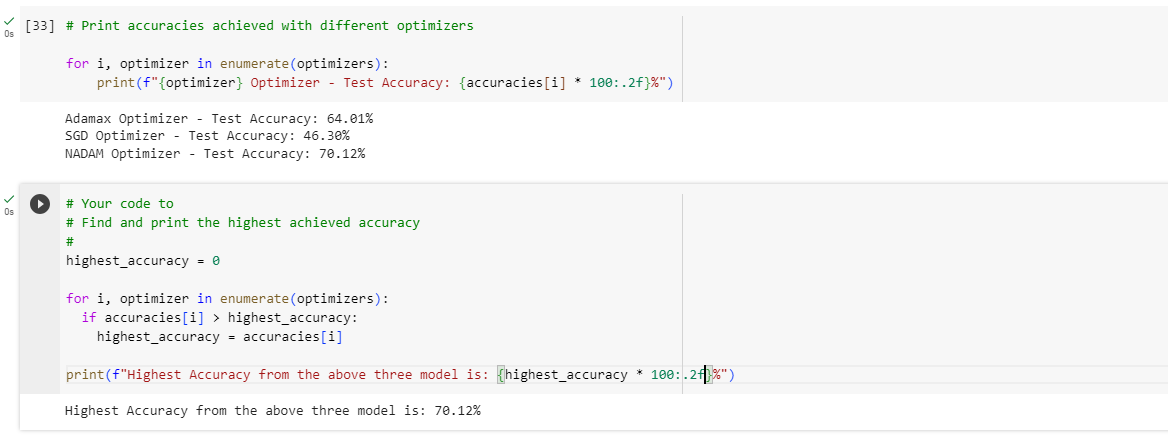 [33] # Print accuracies achieved with different optimizers
0s
for i, optimizer in enumerate(optimizers):
print(f"{optimizer} Optimizer - Test Accuracy: {accuracies[i] * 100:.2f}%")
Adamax Optimizer - Test Accuracy: 64.01%
SGD Optimizer - Test Accuracy: 46.30%
NADAM Optimizer - Test Accuracy: 70.12%
# Your code to
0s
# Find and print the highest achieved accuracy
#
highest_accuracy = 0
for i, optimizer in enumerate(optimizers):
if accuracies[i] > highest_accuracy:
highest_accuracy = accuracies[i]
print(f"Highest Accuracy from the above three model is: {highest_accuracy * 100:.2f}%")
Highest Accuracy from the above three model is: 70.12%